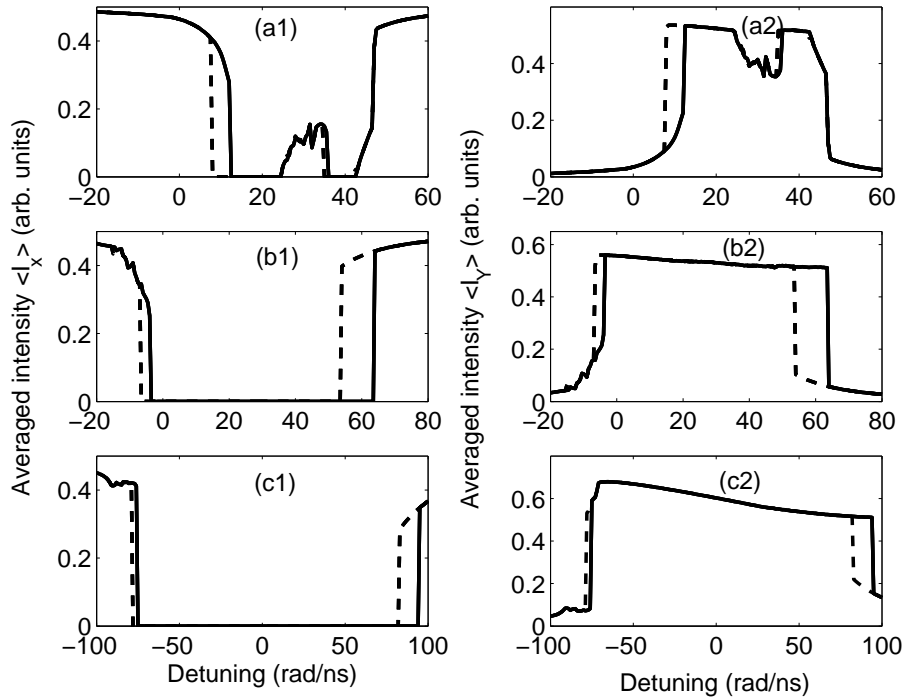 Averaged intensity <I_X> (arb. units)
Averaged intensity <I_Y> (arb. units)
(a1)
0.4
0.2
0
−20 0 20 40 60
(a2)
0.4
0.2
0
−20 0 20 40 60
(b1)
0.4
0.2
0
−20 0 20 40 60 80
(b2)
0.6
0.4
0.2
0
−20 0 20 40 60 80
(c1)
0.4
0.2
0
−100 −50 0 50 100
Detuning (rad/ns)
(c2)
0.6
0.4
0.2
0
−100 −50 0 50 100
Detuning (rad/ns)